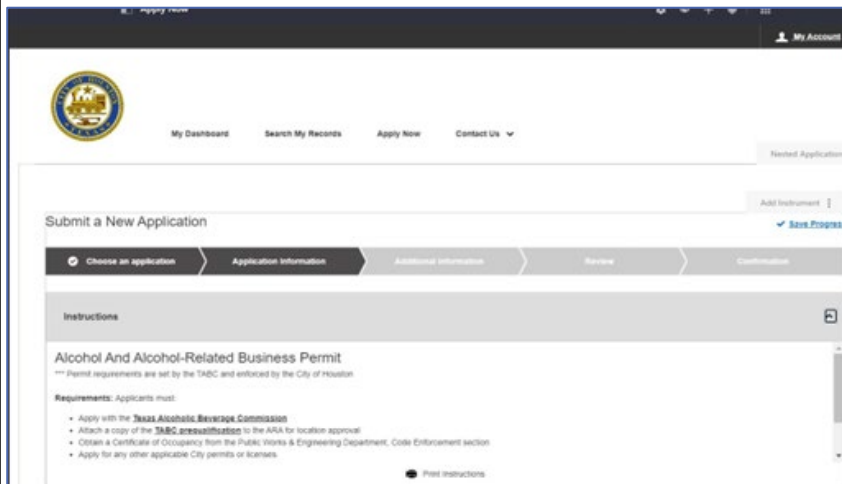 Apply Now
My Account
CITY OF HOUSTON
TEXAS
My Dashboard Search My Records Apply Now Contact Us
Nested Application
Add Instrument
Submit a New Application
Save Progres
Choose an application Application Information Additional Information Review Confirmation
Instructions
Alcohol And Alcohol-Related Business Permit
*** Permit requirements are set by the TABC and enforced by the City of Houston
Requirements: Applicants must:
Apply with the Texas Alcoholic Beverage Commission
Attach a copy of the TABC prequalification to the ARA for location approval
Obtain a Certificate of Occupancy from the Public Works & Engineering Department, Code Enforcement section
Apply for any other applicable City permits or licenses
Print Instructions